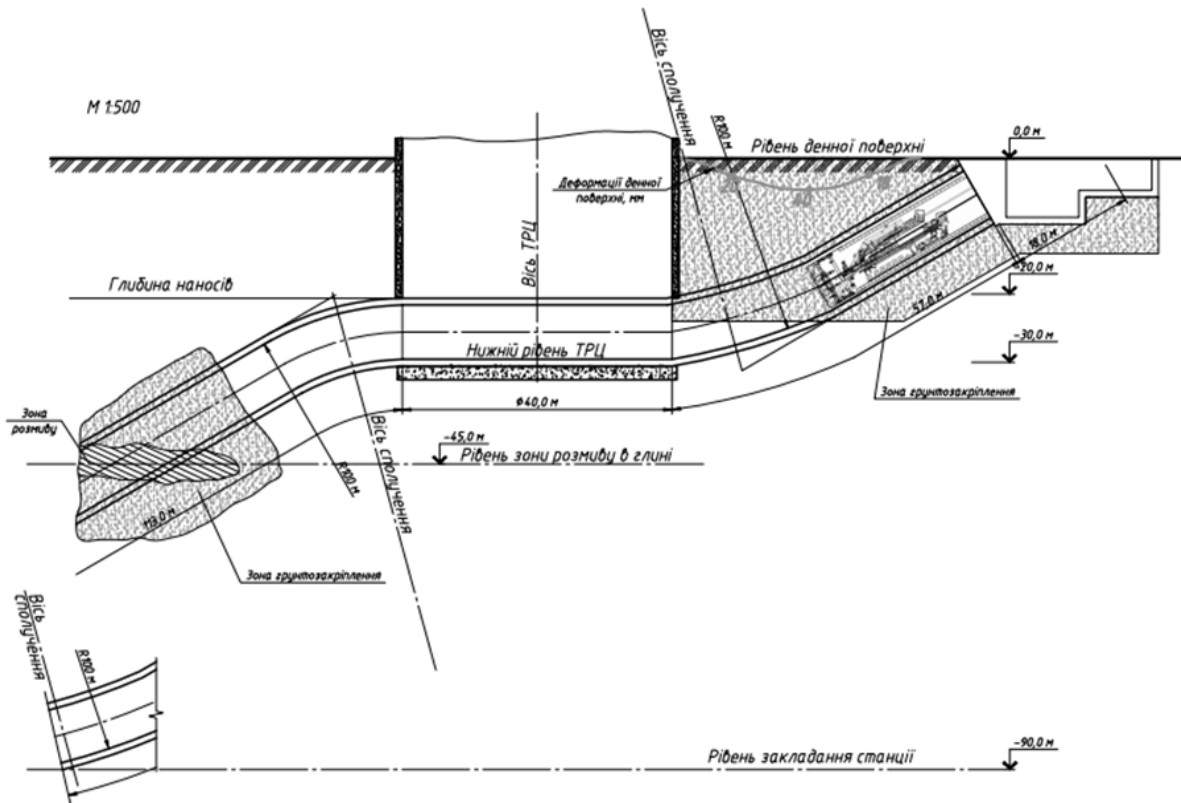 М 1:500
Вісь сполучення
R100 м
Рівень денної поверхні
0,0 м
Деформації денної
поверхні, мм
40
Вісь ТРЦ
18,0 м
-20,0 м
57,0 м
Глибина наносів
Нижній рівень ТРЦ
-30,0 м
Зона грунтозакріплення
Ø40,0 м
Зона
розмиву
-45,0 м
Рівень зони розмиву в глині
R100 м
Вісь сполучення
113,0 м
Зона грунтозакріплення
Вісь
сполучення
R100 м
Рівень закладання станції
-90,0 м